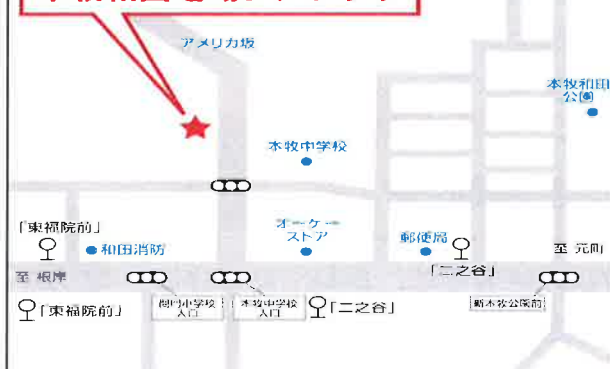 アメリカ坂
本牧和田
公園
本牧中学校
「東福院前」
和田消防
オーケー
ストア
郵便局
至 元町
至 根岸
「二之谷」
「東福院前」
間門小学校
入口
本牧中学校
入口
「二之谷」
新本牧公園前